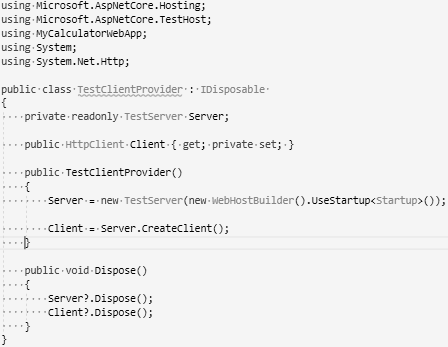 using Microsoft.AspNetCore.Hosting;
using Microsoft.AspNetCore.TestHost;
using MyCalculatorWebApp;
using System;
using System.Net.Http;

public class TestClientProvider : IDisposable
{
    private readonly TestServer Server;

    public HttpClient Client { get; private set; }

    public TestClientProvider()
    {
        Server = new TestServer(new WebHostBuilder().UseStartup<Startup>());

        Client = Server.CreateClient();
    }

    public void Dispose()
    {
        Server?.Dispose();
        Client?.Dispose();
    }
}